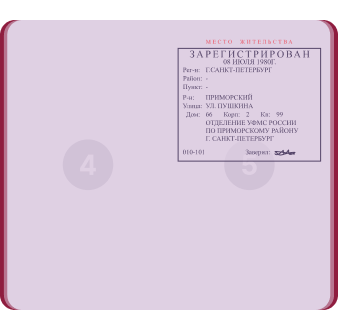 МЕСТО ЖИТЕЛЬСТВА
ЗАРЕГИСТРИРОВАН
08 ИЮЛЯ 1980Г.
Рег-н: Г.САНКТ-ПЕТЕРБУРГ
Район: -
Пункт: -
Р-н: ПРИМОРСКИЙ
Улица: УЛ. ПУШКИНА
Дом: 66 Корп: 2 Кв: 99
ОТДЕЛЕНИЕ УФМС РОССИИ
ПО ПРИМОРСКОМУ РАЙОНУ
Г. САНКТ-ПЕТЕРБУРГ
010-101 Заверил:
4 5